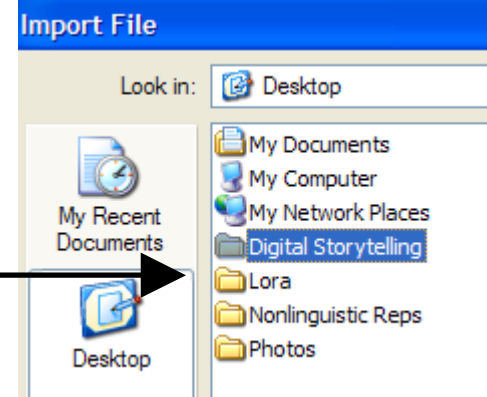 Import File
Look in: Desktop
My Recent
Documents
Desktop
My Documents
My Computer
My Network Places
Digital Storytelling
Lora
Nonlinguistic Reps
Photos